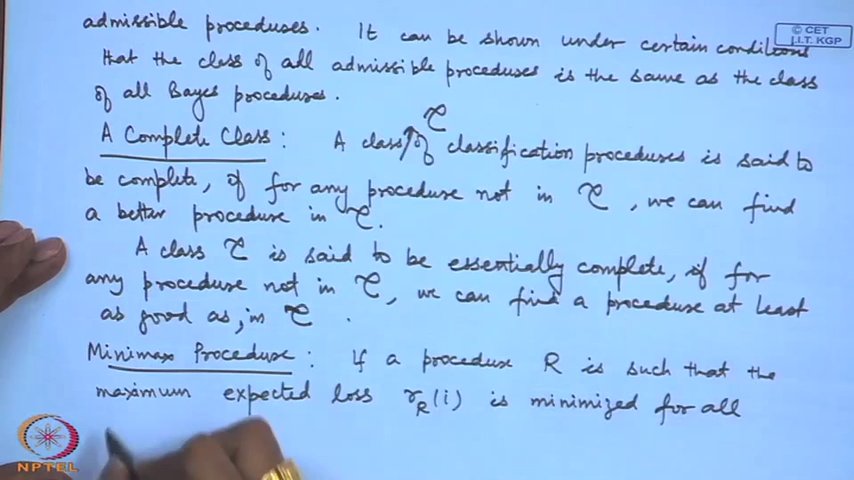 admissible procedures. It can be shown under certain conditions
© CET
I.I.T. KGP
that the class of all admissible procedures is the same as the class
of all Bayes procedures.
A Complete Class : A class 𝒞 of classification procedures is said to
be complete, if for any procedure not in 𝒞, we can find
a better procedure in 𝒞.
A class 𝒞 is said to be essentially complete, if for
any procedure not in 𝒞, we can find a procedure at least
as good as, in 𝒞.
Minimax Procedure : If a procedure R is such that the
maximum expected loss r_R(i) is minimized for all
NPTEL